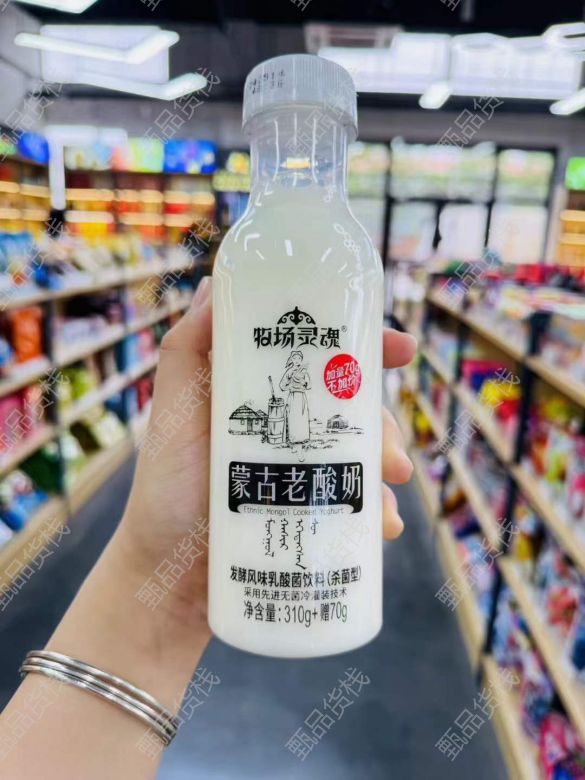 牧场灵魂®
加量70g
不加价
蒙古老酸奶
Ethnic Mongol Cooked Yoghurt
发酵风味乳酸菌饮料(杀菌型)
采用先进无菌冷灌装技术
净含量:310g+赠70g
甄品货栈